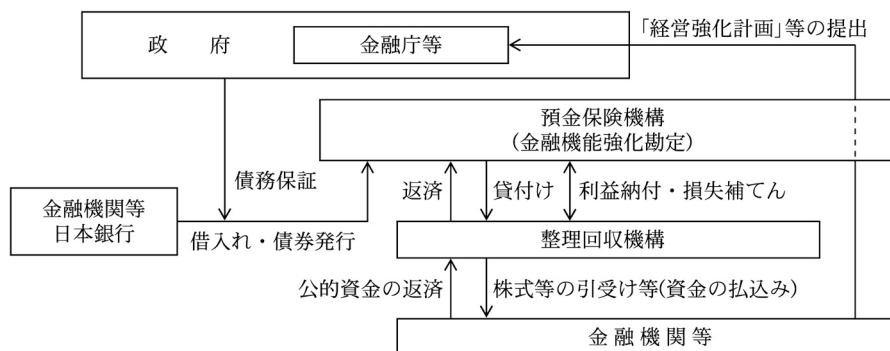 「経営強化計画」等の提出
政府
金融庁等
預金保険機構
(金融機能強化勘定)
債務保証
返済
貸付け
利益納付・損失補てん
金融機関等
日本銀行
借入れ・債券発行
整理回収機構
公的資金の返済
株式等の引受け等(資金の払込み)
金融機関等